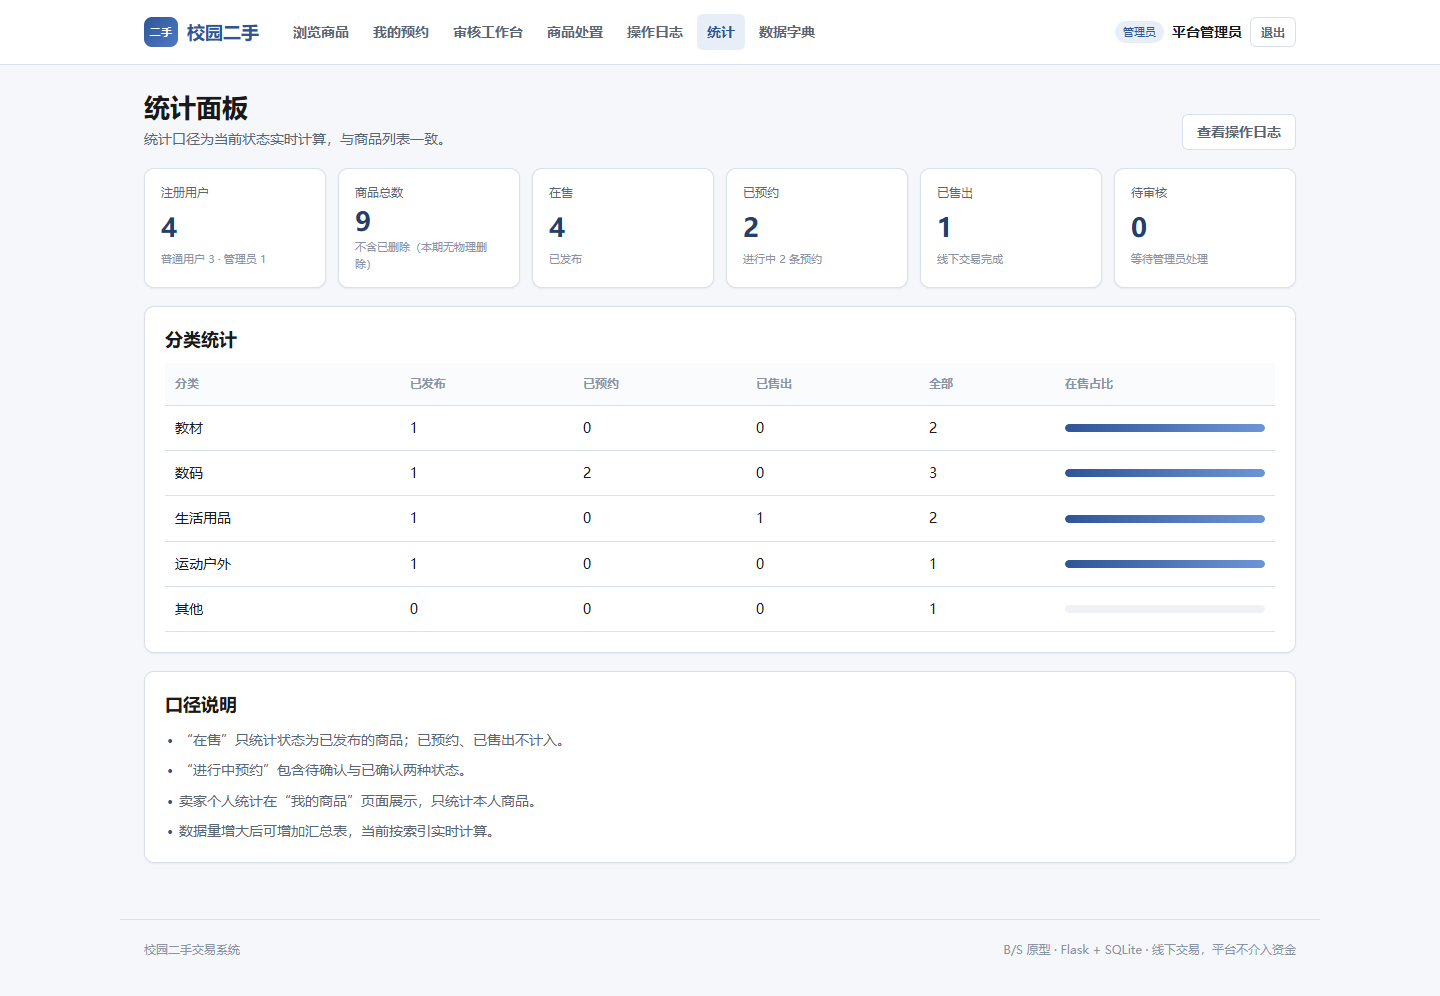 二手 校园二手 浏览商品 我的预约 审核工作台 商品处置 操作日志 统计 数据字典 管理员 平台管理员 退出
统计面板
统计口径为当前状态实时计算，与商品列表一致。
查看操作日志
注册用户
4
普通用户 3 · 管理员 1
商品总数
9
不含已删除（本期无物理删
除）
在售
4
已发布
已预约
2
进行中 2 条预约
已售出
1
线下交易完成
待审核
0
等待管理员处理
分类统计
分类 已发布 已预约 已售出 全部 在售占比
教材 1 0 0 2
数码 1 2 0 3
生活用品 1 0 1 2
运动户外 1 0 0 1
其他 0 0 0 1
口径说明
• “在售”只统计状态为已发布的商品；已预约、已售出不计入。
• “进行中预约”包含待确认与已确认两种状态。
• 卖家个人统计在“我的商品”页面展示，只统计本人商品。
• 数据量增大后可增加汇总表，当前按索引实时计算。
校园二手交易系统 B/S 原型 · Flask + SQLite · 线下交易，平台不介入资金